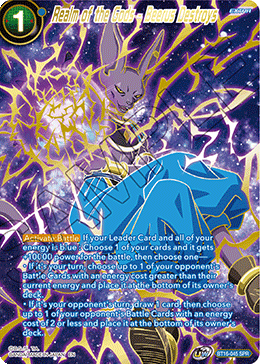 1
Realm of the Gods - Beerus Destroys
Activate Battle If your Leader Card and all of your
energy is blue : Choose 1 of your cards and it gets
+10000 power for the battle, then choose one—
• If it's your turn, choose up to 1 of your opponent's
Battle Cards with an energy cost greater than their
current energy and place it at the bottom of its owner's
deck.
• If it's your opponent's turn, draw 1 card, then choose
up to 1 of your opponent's Battle Cards with an energy
cost of 2 or less and place it at the bottom of its owner's
deck.
BT16-045 SPR